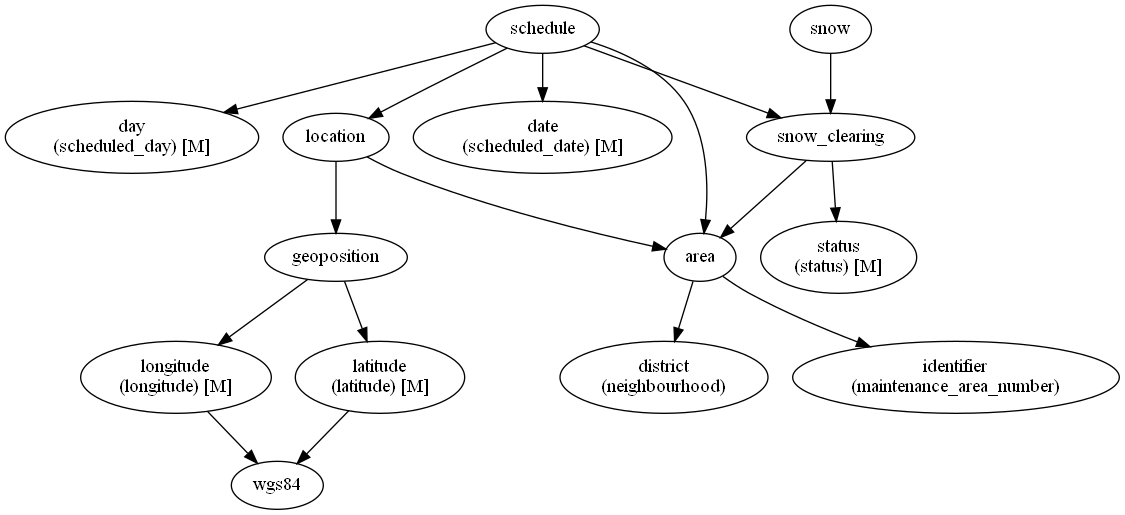 schedule
snow
day
(scheduled_day) [M]
location
date
(scheduled_date) [M]
snow_clearing
geoposition
area
status
(status) [M]
longitude
(longitude) [M]
latitude
(latitude) [M]
district
(neighbourhood)
identifier
(maintenance_area_number)
wgs84